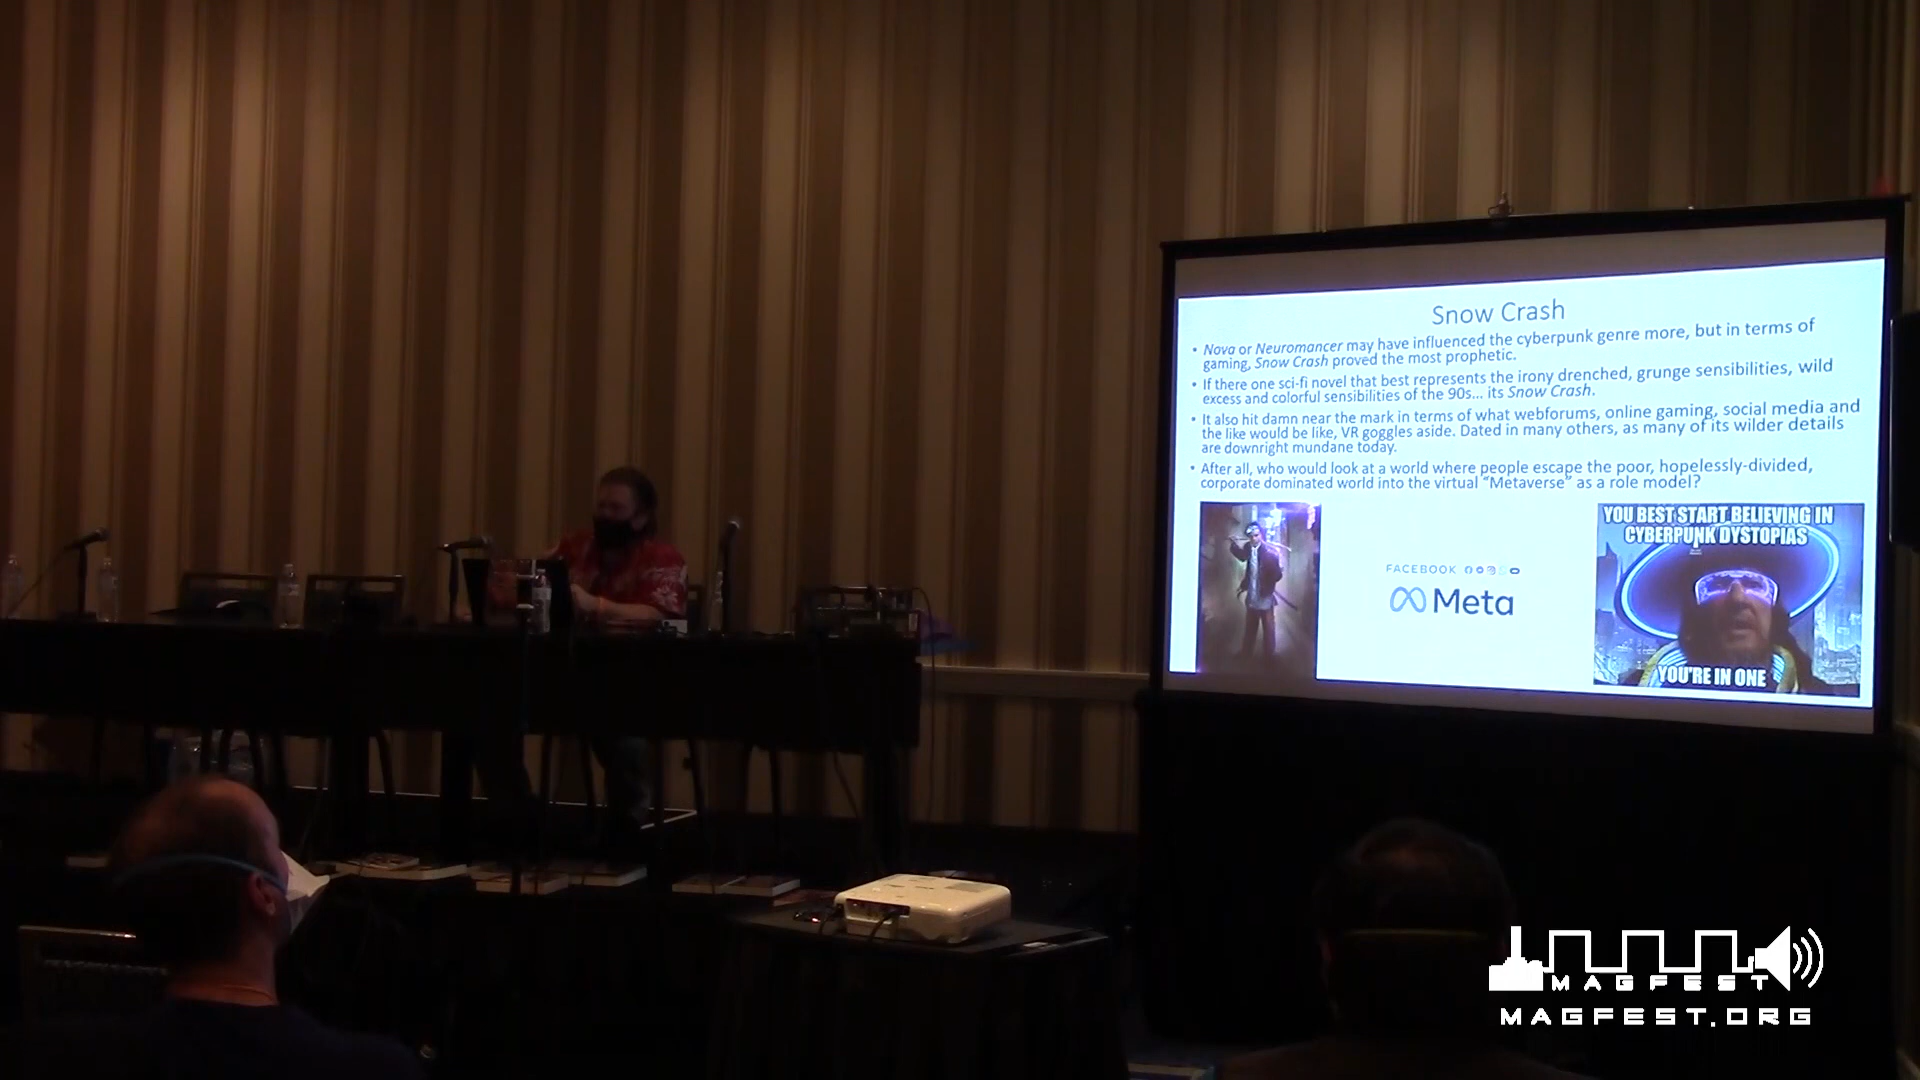 Snow Crash
• Nova or Neuromancer may have influenced the cyberpunk genre more, but in terms of
gaming, Snow Crash proved the most prophetic.
• If there one sci-fi novel that best represents the irony drenched, grunge sensibilities, wild
excess and colorful sensibilities of the 90s... its Snow Crash.
• It also hit damn near the mark in terms of what webforums, online gaming, social media and
the like would be like, VR goggles aside. Dated in many others, as many of its wilder details
are downright mundane today.
• After all, who would look at a world where people escape the poor, hopelessly-divided,
corporate dominated world into the virtual "Metaverse" as a role model?
FACEBOOK
Meta
YOU BEST START BELIEVING IN
CYBERPUNK DYSTOPIAS
YOU'RE IN ONE
MAGFEST
MAGFEST.ORG